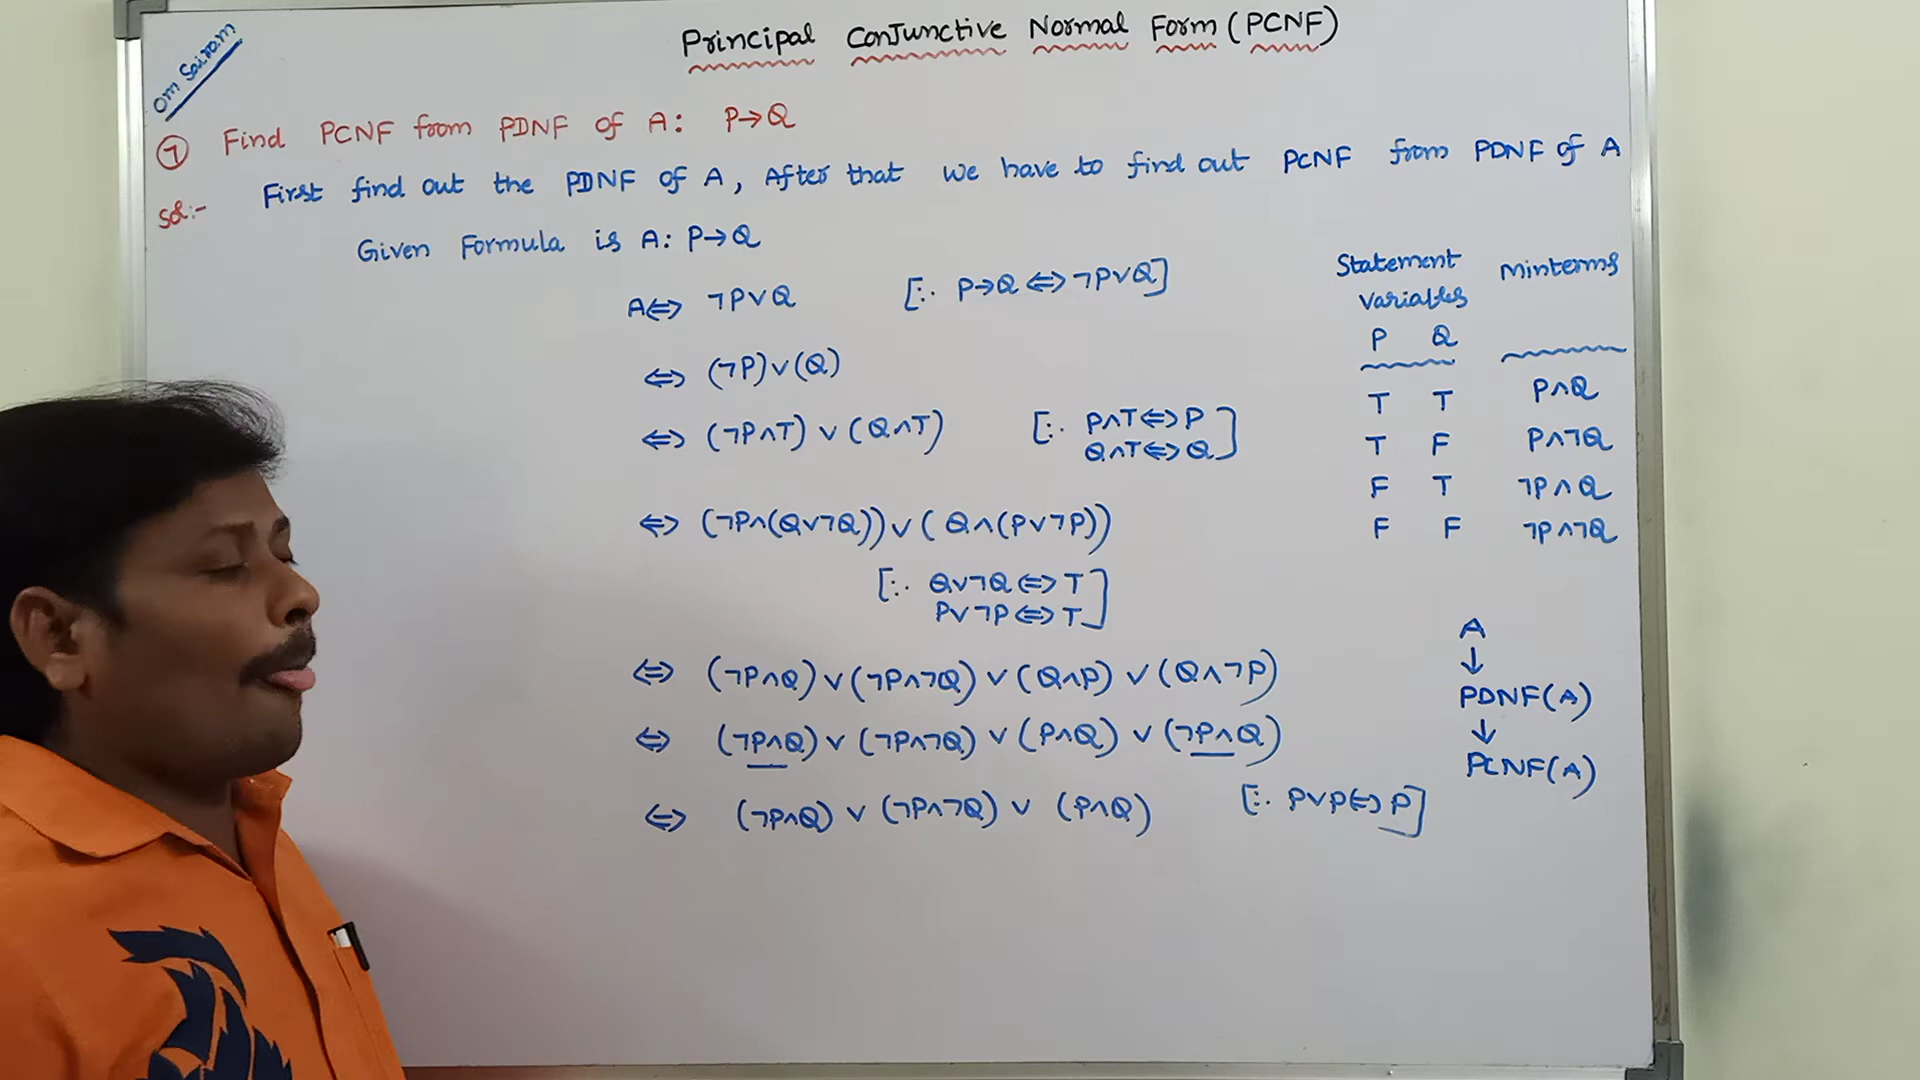 Om Sairam
Principal Conjunctive Normal Form (PCNF)
7 Find PCNF from PDNF of A: P→Q
Sol:- First find out the PDNF of A, After that we have to find out PCNF from PDNF of A
Given Formula is A: P→Q
A⇔ ¬P∨Q [∵ P→Q ⇔ ¬P∨Q]
⇔ (¬P)∨(Q)
⇔ (¬P∧T) ∨ (Q∧T) [∵ P∧T⇔P
Q∧T⇔Q]
⇔ (¬P∧(Q∨¬Q))∨(Q∧(P∨¬P))
[∵ Q∨¬Q⇔T
P∨¬P⇔T]
⇔ (¬P∧Q)∨(¬P∧¬Q)∨(Q∧P)∨(Q∧¬P)
⇔ (¬P∧Q)∨(¬P∧¬Q)∨(P∧Q)∨(¬P∧Q)
⇔ (¬P∧Q)∨(¬P∧¬Q)∨(P∧Q) [∵ P∨P⇔P]
Statement Minterms
Variables
P Q
T T P∧Q
T F P∧¬Q
F T ¬P∧Q
F F ¬P∧¬Q
A
↓
PDNF(A)
↓
PCNF(A)